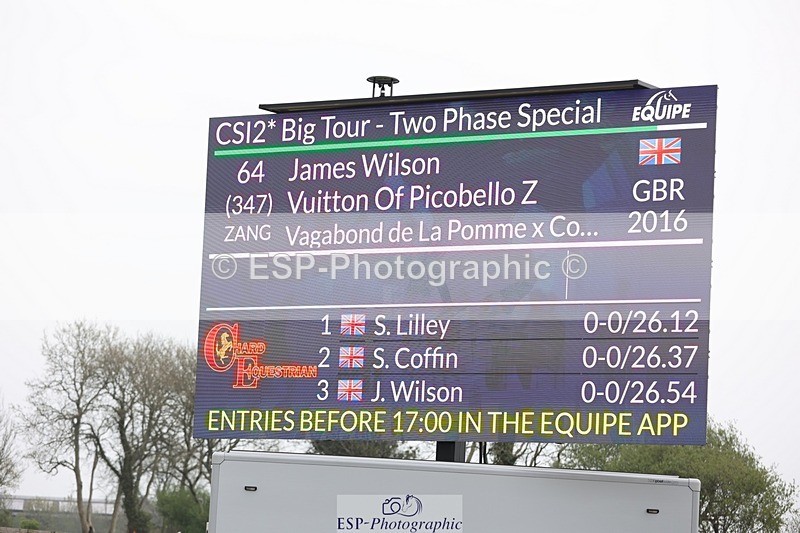 CSI2* Big Tour - Two Phase Special
EQUIPE
64 James Wilson
(347) Vuitton Of Picobello Z GBR
ZANG Vagabond de La Pomme x Co... 2016
© ESP-Photographic ©
1 S. Lilley 0-0/26.12
2 S. Coffin 0-0/26.37
3 J. Wilson 0-0/26.54
CHARD
EQUESTRIAN
ENTRIES BEFORE 17:00 IN THE EQUIPE APP
ESP-Photographic